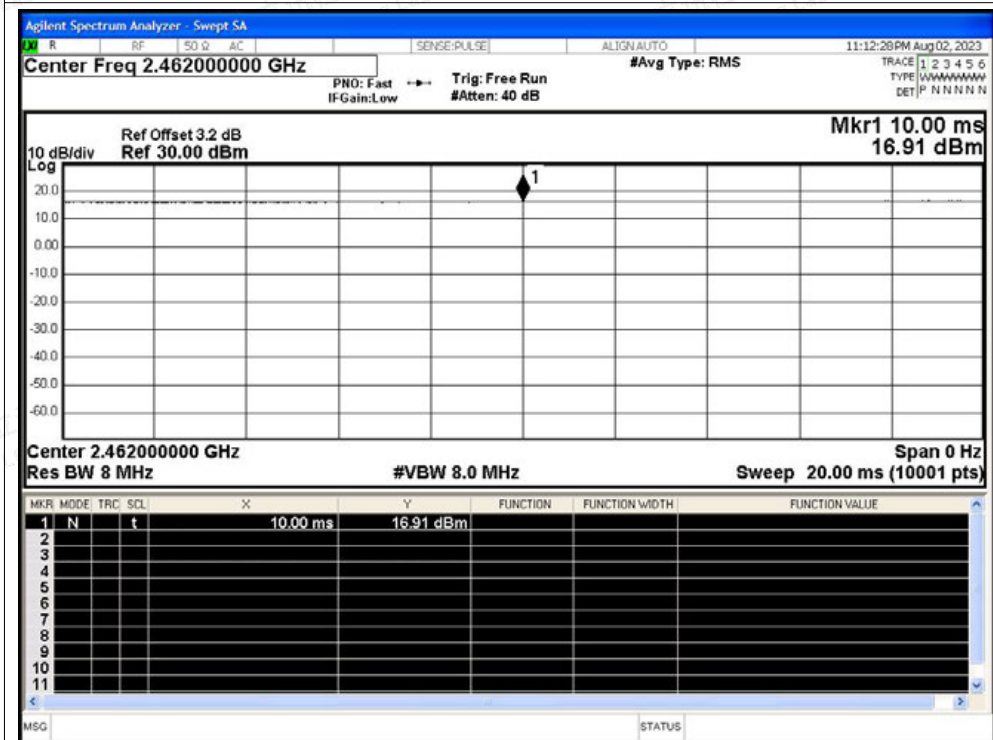 Agilent Spectrum Analyzer - Swept SA
LXI R RF 50 Ω AC SENSE:PULSE ALIGN AUTO 11:12:28 PM Aug 02, 2023
Center Freq 2.462000000 GHz
PNO: Fast
IFGain:Low
Trig: Free Run
#Atten: 40 dB
#Avg Type: RMS
TRACE 1 2 3 4 5 6
TYPE WWWWWW
DET P N N N N N
Mkr1 10.00 ms
16.91 dBm
Ref Offset 3.2 dB
10 dB/div Ref 30.00 dBm
Log
1
20.0
10.0
0.00
-10.0
-20.0
-30.0
-40.0
-50.0
-60.0
Center 2.462000000 GHz Span 0 Hz
Res BW 8 MHz #VBW 8.0 MHz Sweep 20.00 ms (10001 pts)
MKR MODE TRC SCL X Y FUNCTION FUNCTION WIDTH FUNCTION VALUE
1 N t 10.00 ms 16.91 dBm
2
3
4
5
6
7
8
9
10
11
MSG STATUS